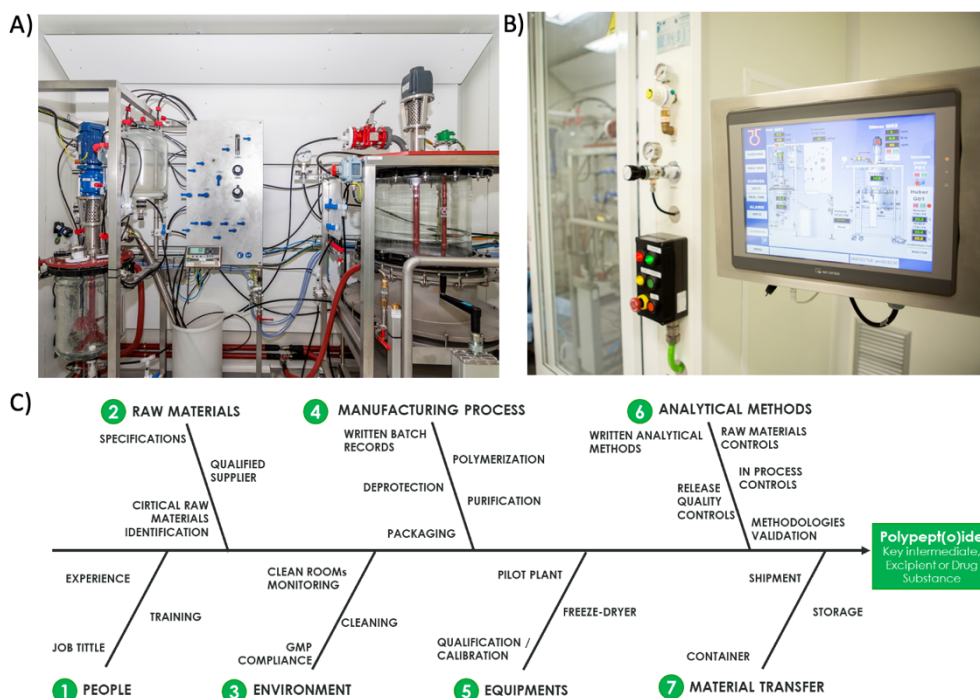 A)
B)
C)
2 RAW MATERIALS
SPECIFICATIONS
QUALIFIED
SUPPLIER
CIRTICAL RAW
MATERIALS
IDENTIFICATION
4 MANUFACTURING PROCESS
WRITTEN BATCH
RECORDS
POLYMERIZATION
DEPROTECTION
PURIFICATION
PACKAGING
6 ANALYTICAL METHODS
WRITTEN ANALYTICAL
METHODS
RAW MATERIALS
CONTROLS
IN PROCESS
CONTROLS
RELEASE
QUALITY
CONTROLS
METHODOLOGIES
VALIDATION
Polypept(o)ide
Key intermediate,
Excipient or Drug
Substance
EXPERIENCE
TRAINING
JOB TITTLE
1 PEOPLE
CLEAN ROOMs
MONITORING
CLEANING
GMP
COMPLIANCE
3 ENVIRONMENT
PILOT PLANT
FREEZE-DRYER
QUALIFICATION /
CALIBRATION
5 EQUIPMENTS
SHIPMENT
STORAGE
CONTAINER
7 MATERIAL TRANSFER